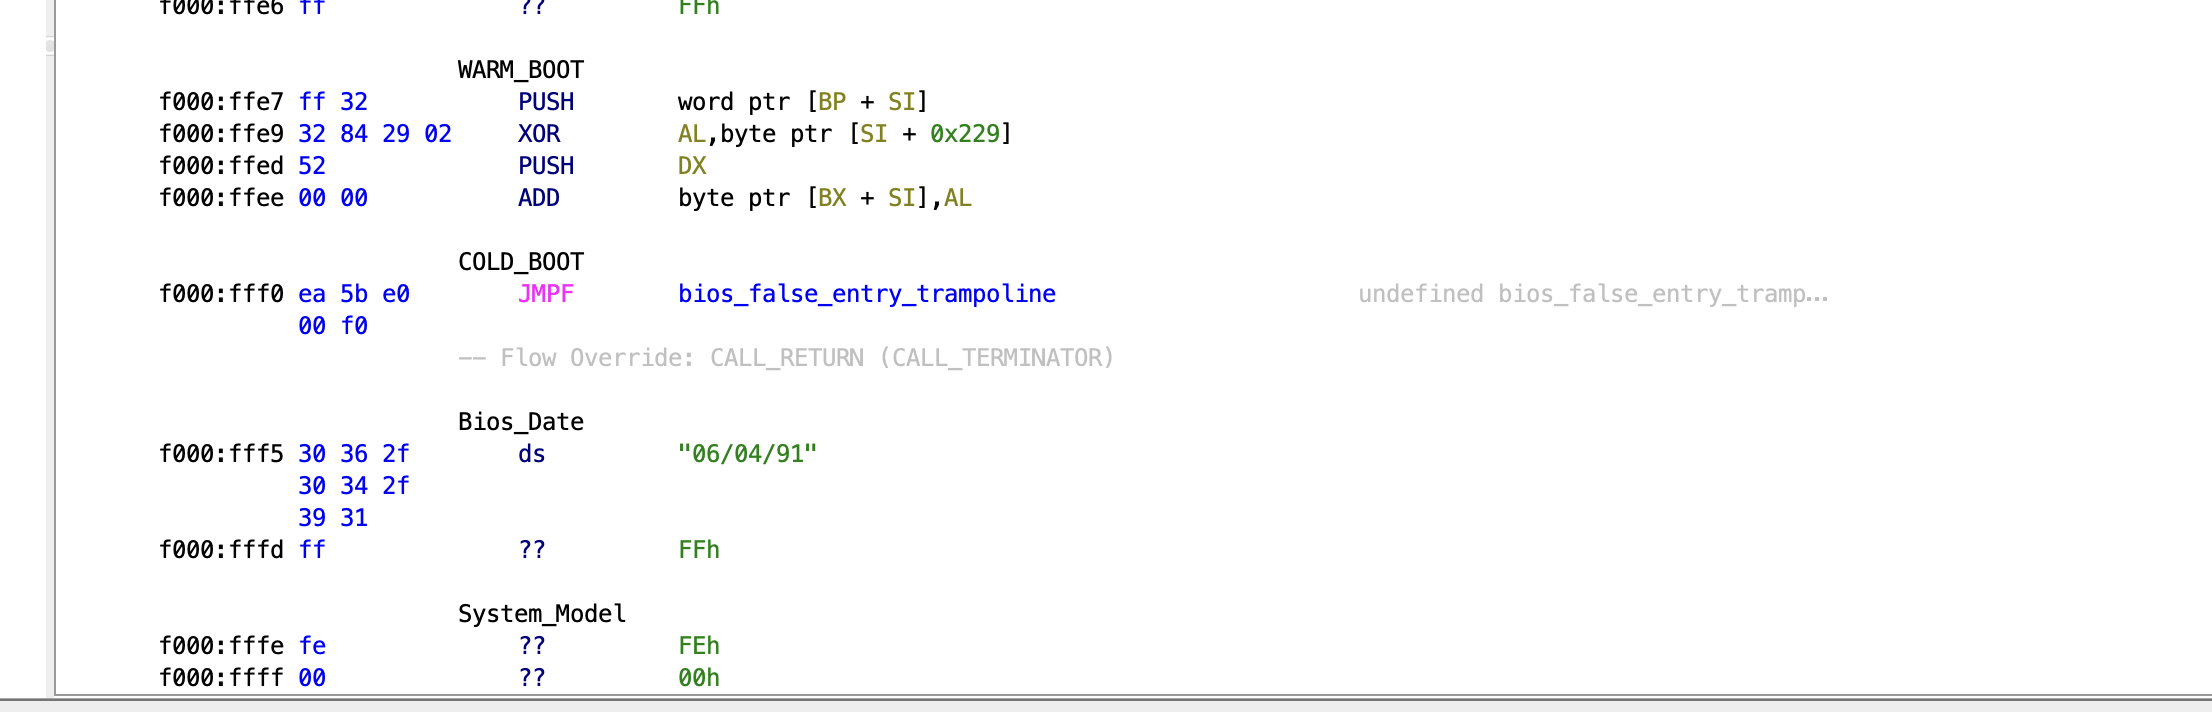 f000:ffe6 ff ?? FFh
WARM_BOOT
f000:ffe7 ff 32 PUSH word ptr [BP + SI]
f000:ffe9 32 84 29 02 XOR AL,byte ptr [SI + 0x229]
f000:ffed 52 PUSH DX
f000:ffee 00 00 ADD byte ptr [BX + SI],AL
COLD_BOOT
f000:fff0 ea 5b e0 JMPF bios_false_entry_trampoline undefined bios_false_entry_tramp...
00 f0
-- Flow Override: CALL_RETURN (CALL_TERMINATOR)
Bios_Date
f000:fff5 30 36 2f ds "06/04/91"
30 34 2f
39 31
f000:fffd ff ?? FFh
System_Model
f000:fffe fe ?? FEh
f000:ffff 00 ?? 00h